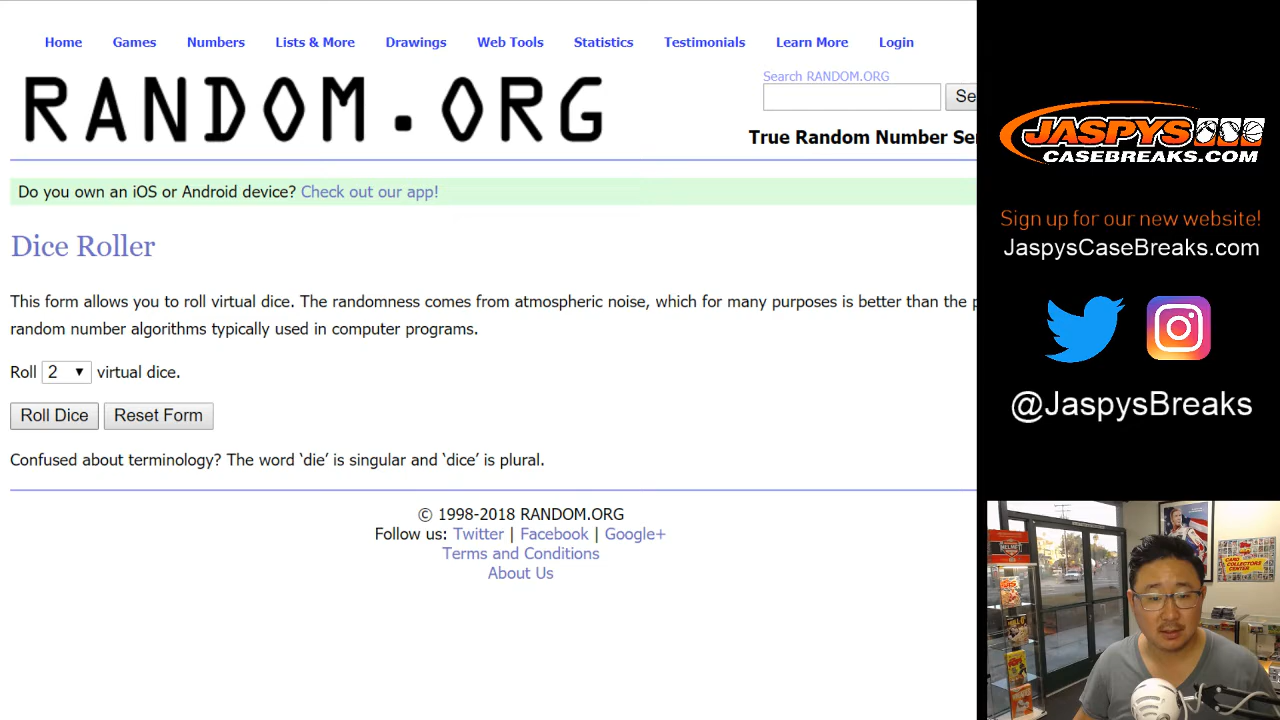 Home Games Numbers Lists & More Drawings Web Tools Statistics Testimonials Learn More Login
RANDOM.ORG
Search RANDOM.ORG
Se
True Random Number Se
Do you own an iOS or Android device? Check out our app!
Dice Roller
This form allows you to roll virtual dice. The randomness comes from atmospheric noise, which for many purposes is better than the p
random number algorithms typically used in computer programs.
Roll 2 virtual dice.
Roll Dice Reset Form
Confused about terminology? The word ‘die’ is singular and ‘dice’ is plural.
© 1998-2018 RANDOM.ORG
Follow us: Twitter | Facebook | Google+
Terms and Conditions
About Us
JASPYS
CASEBREAKS.COM
Sign up for our new website!
JaspysCaseBreaks.com
@JaspysBreaks